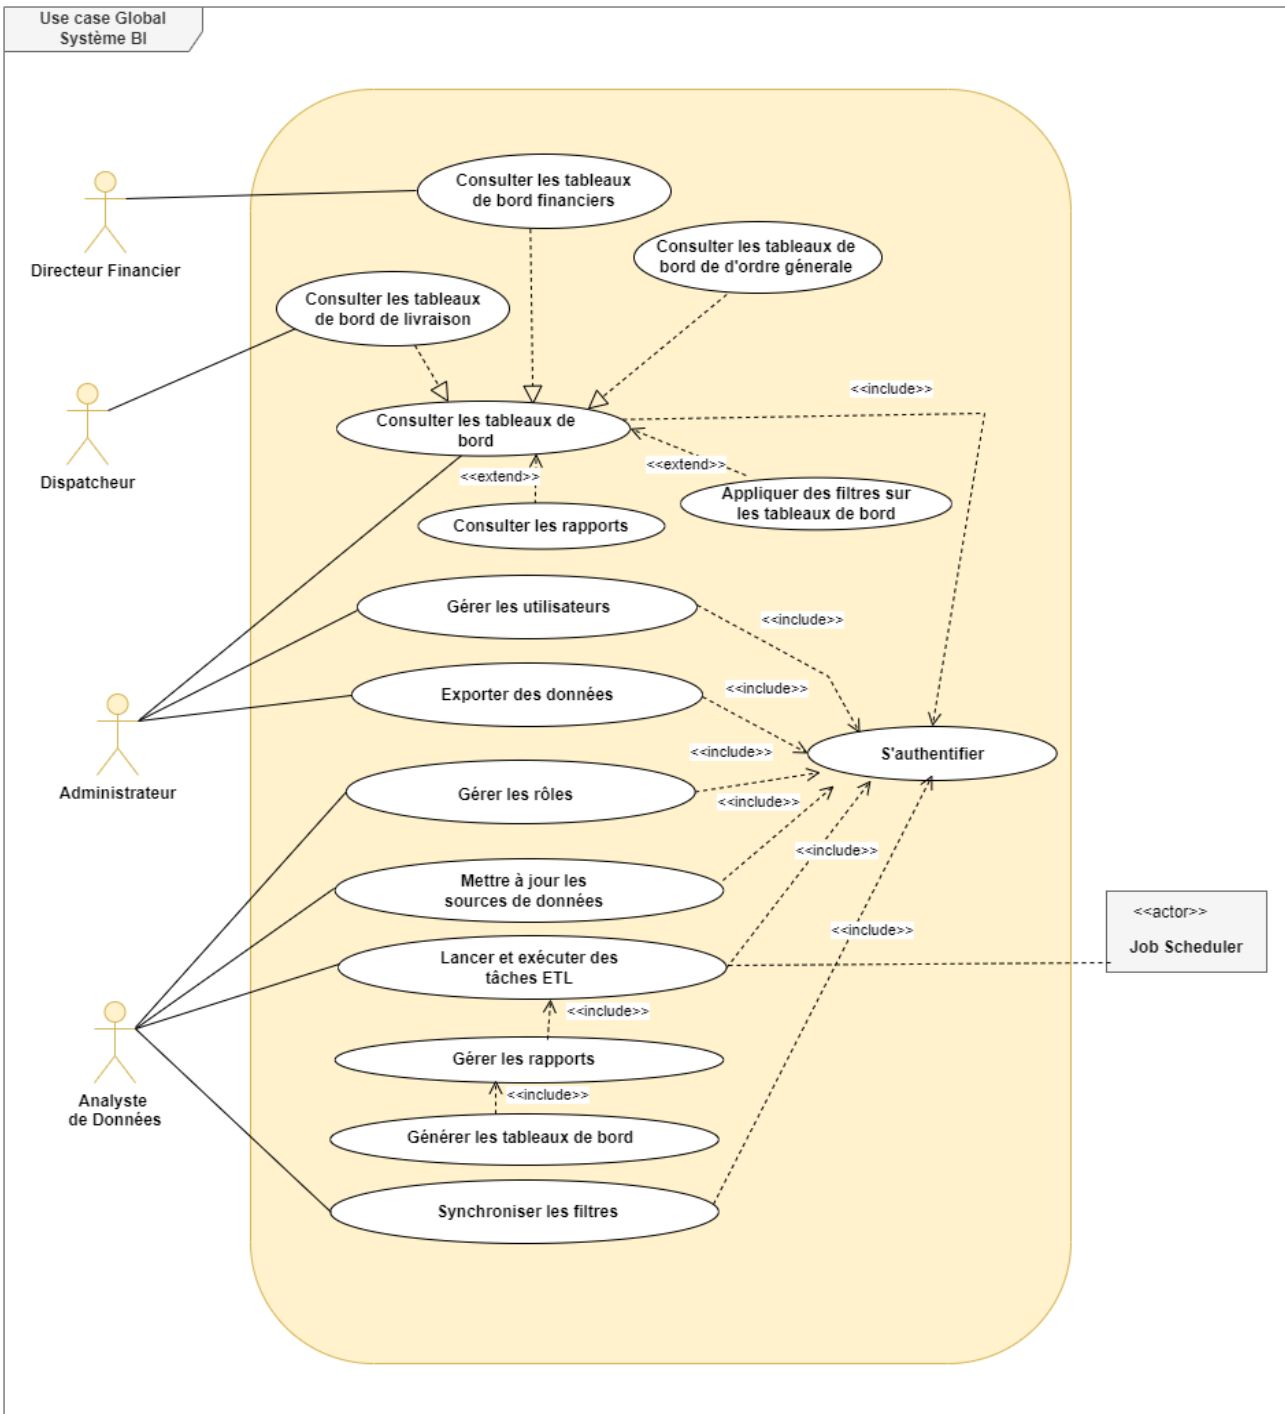 Use case Global
Système BI
Consulter les tableaux
de bord financiers
Directeur Financier
Consulter les tableaux de
bord de d'ordre génerale
Consulter les tableaux
de bord de livraison
<<include>>
Consulter les tableaux de
bord
Dispatcheur
<<extend>>
<<extend>>
Appliquer des filtres sur
les tableaux de bord
Consulter les rapports
Gérer les utilisateurs
<<include>>
Exporter des données
<<include>>
Administrateur
<<include>>
S'authentifier
Gérer les rôles
<<include>>
<<include>>
Mettre à jour les
sources de données
<<include>>
<<actor>>
Job Scheduler
Lancer et exécuter des
tâches ETL
<<include>>
Analyste
de Données
Gérer les rapports
<<include>>
Générer les tableaux de bord
Synchroniser les filtres